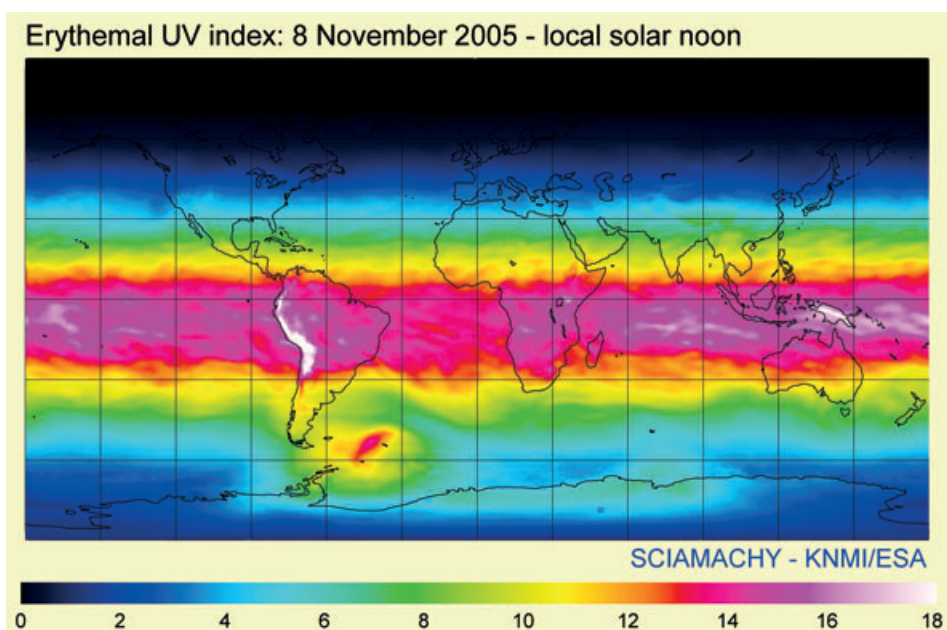 Erythemal UV index: 8 November 2005 - local solar noon
SCIAMACHY - KNMI/ESA
0 2 4 6 8 10 12 14 16 18